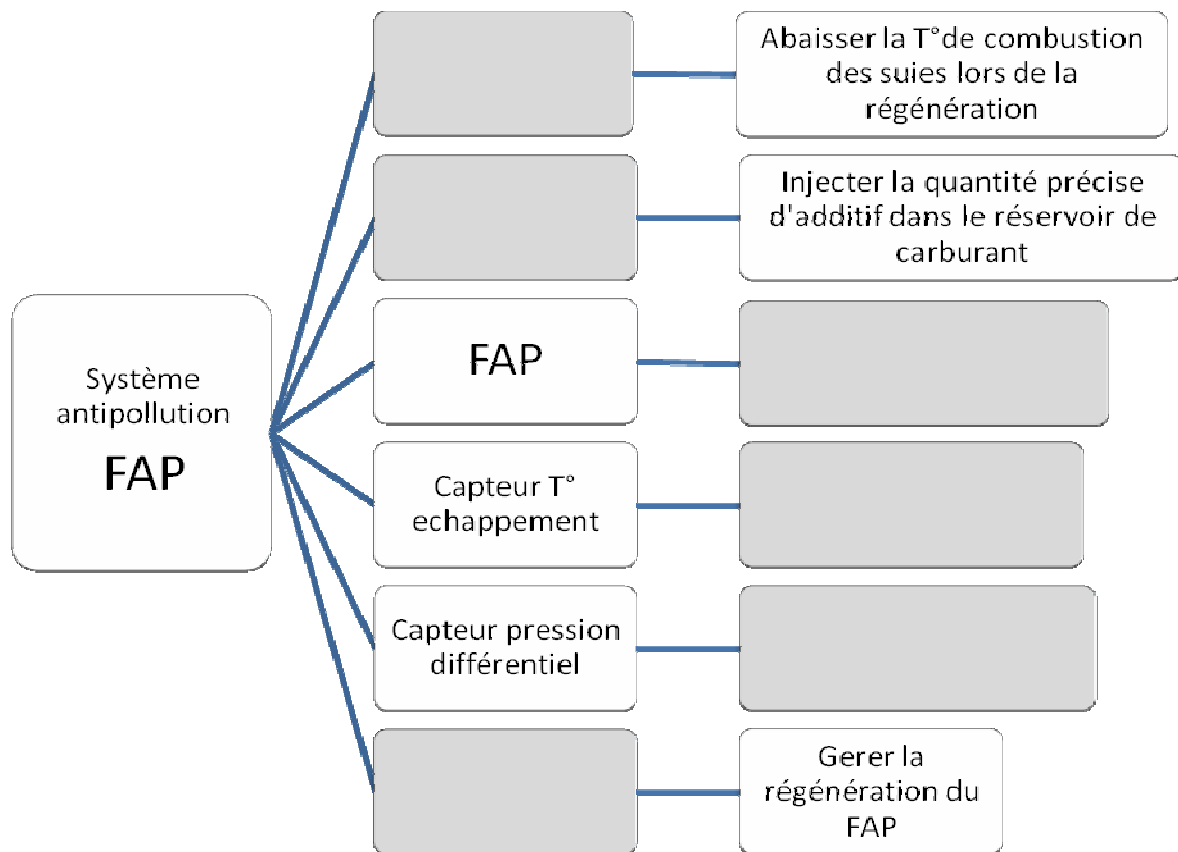 Abaisser la T°de combustion
des suies lors de la
régénération
Injecter la quantité précise
d'additif dans le réservoir de
carburant
Système
antipollution
FAP
FAP
Capteur T°
echappement
Capteur pression
différentiel
Gerer la
régénération du
FAP